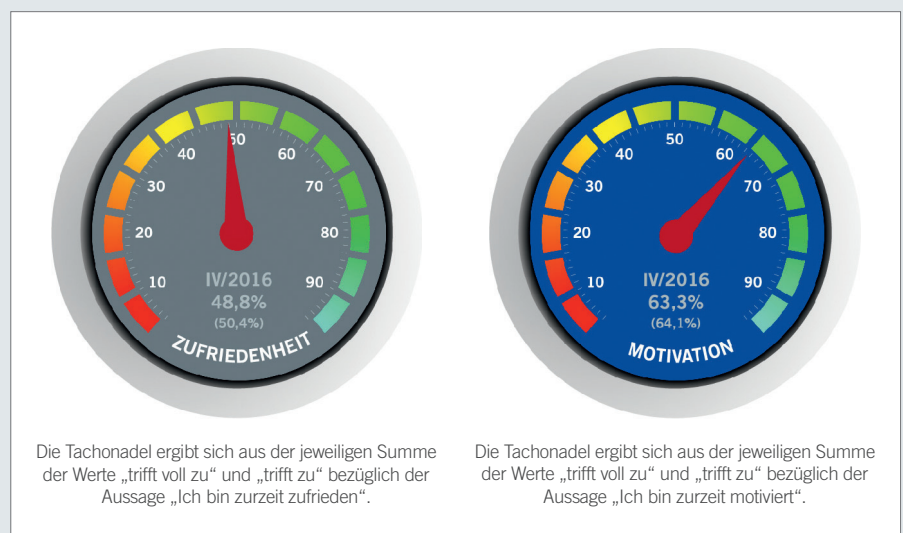 10
20
30
40
50
60
70
80
90
IV/2016
48,8%
(50,4%)
ZUFRIEDENHEIT
Die Tachonadel ergibt sich aus der jeweiligen Summe
der Werte „trifft voll zu“ und „trifft zu“ bezüglich der
Aussage „Ich bin zurzeit zufrieden“.
10
20
30
40
50
60
70
80
90
IV/2016
63,3%
(64,1%)
MOTIVATION
Die Tachonadel ergibt sich aus der jeweiligen Summe
der Werte „trifft voll zu“ und „trifft zu“ bezüglich der
Aussage „Ich bin zurzeit motiviert“.